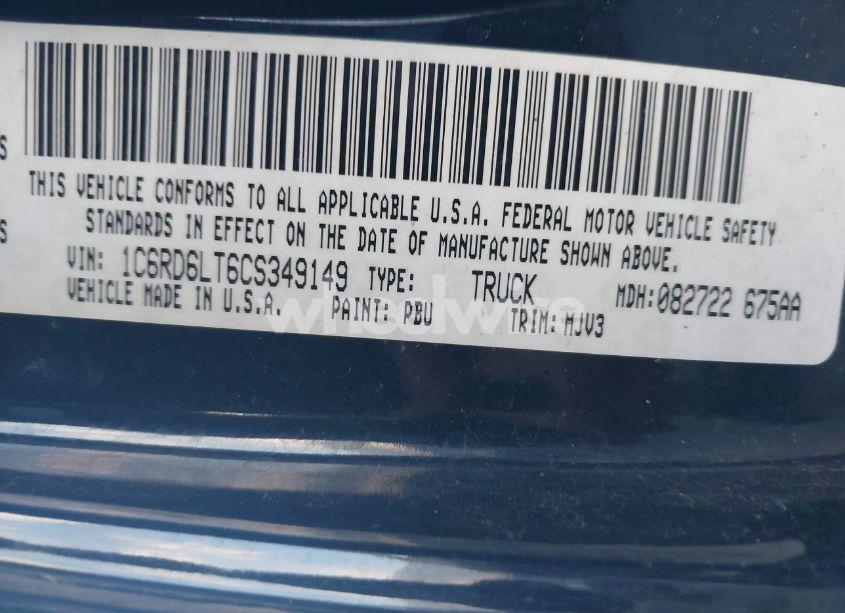 S
THIS VEHICLE CONFORMS TO ALL APPLICABLE U.S.A. FEDERAL MOTOR VEHICLE SAFETY
S
STANDARDS IN EFFECT ON THE DATE OF MANUFACTURE SHOWN ABOVE.
VIN: 1C6RD6LT6CS349149 TYPE: TRUCK MDH:082722 675AA
VEHICLE MADE IN U.S.A. PAINT: PBU TRIM: MJV3